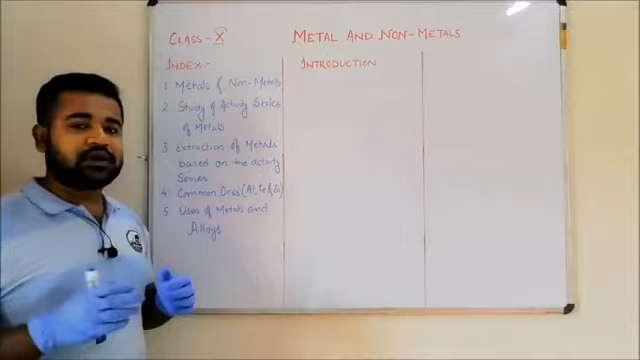 CLASS-X
METAL AND NON-METALS
INDEX:-
1 Metals & Non-Metals
2 Study of Activity Series
of Metals
3 Extraction of Metals
based on the activity
Series
4 Common Ores (Al, Fe & Zn)
5 Uses of Metals and
Alloys
INTRODUCTION